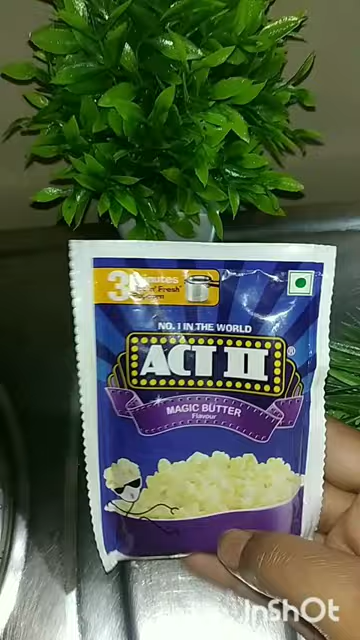 3 Minutes
Fresh
NO. 1 IN THE WORLD
ACT II ®
MAGIC BUTTER
Flavour
InShOt